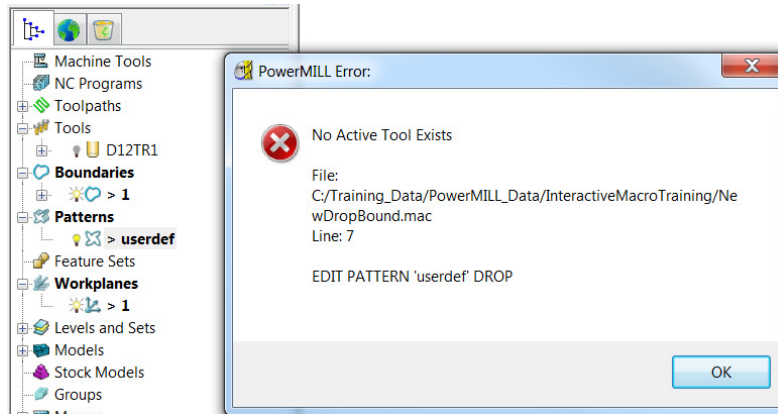 Machine Tools
NC Programs
Toolpaths
Tools
D12TR1
Boundaries
> 1
Patterns
> userdef
Feature Sets
Workplanes
> 1
Levels and Sets
Models
Stock Models
Groups
PowerMILL Error:
No Active Tool Exists
File:
C:/Training_Data/PowerMILL_Data/InteractiveMacroTraining/Ne
wDropBound.mac
Line: 7
EDIT PATTERN 'userdef' DROP
OK